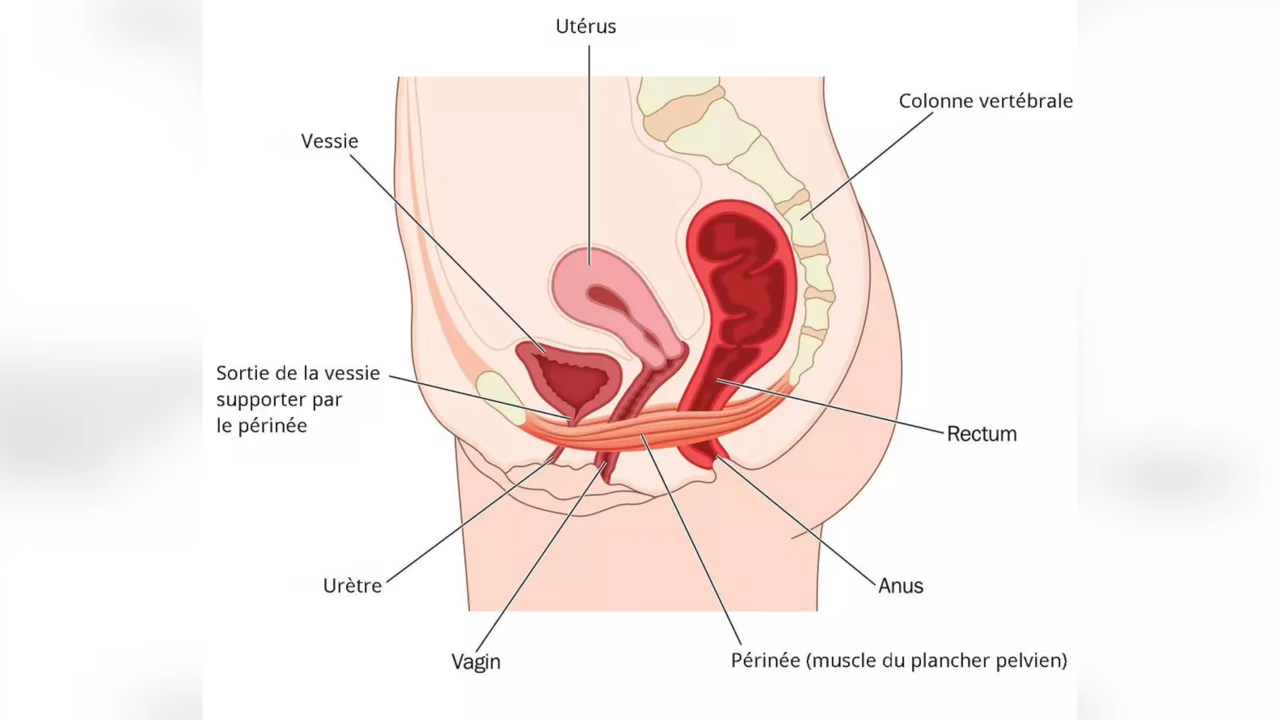 Utérus
Colonne vertébrale
Vessie
Sortie de la vessie
supporter par
le périnée
Rectum
Urètre
Anus
Vagin
Périnée (muscle du plancher pelvien)